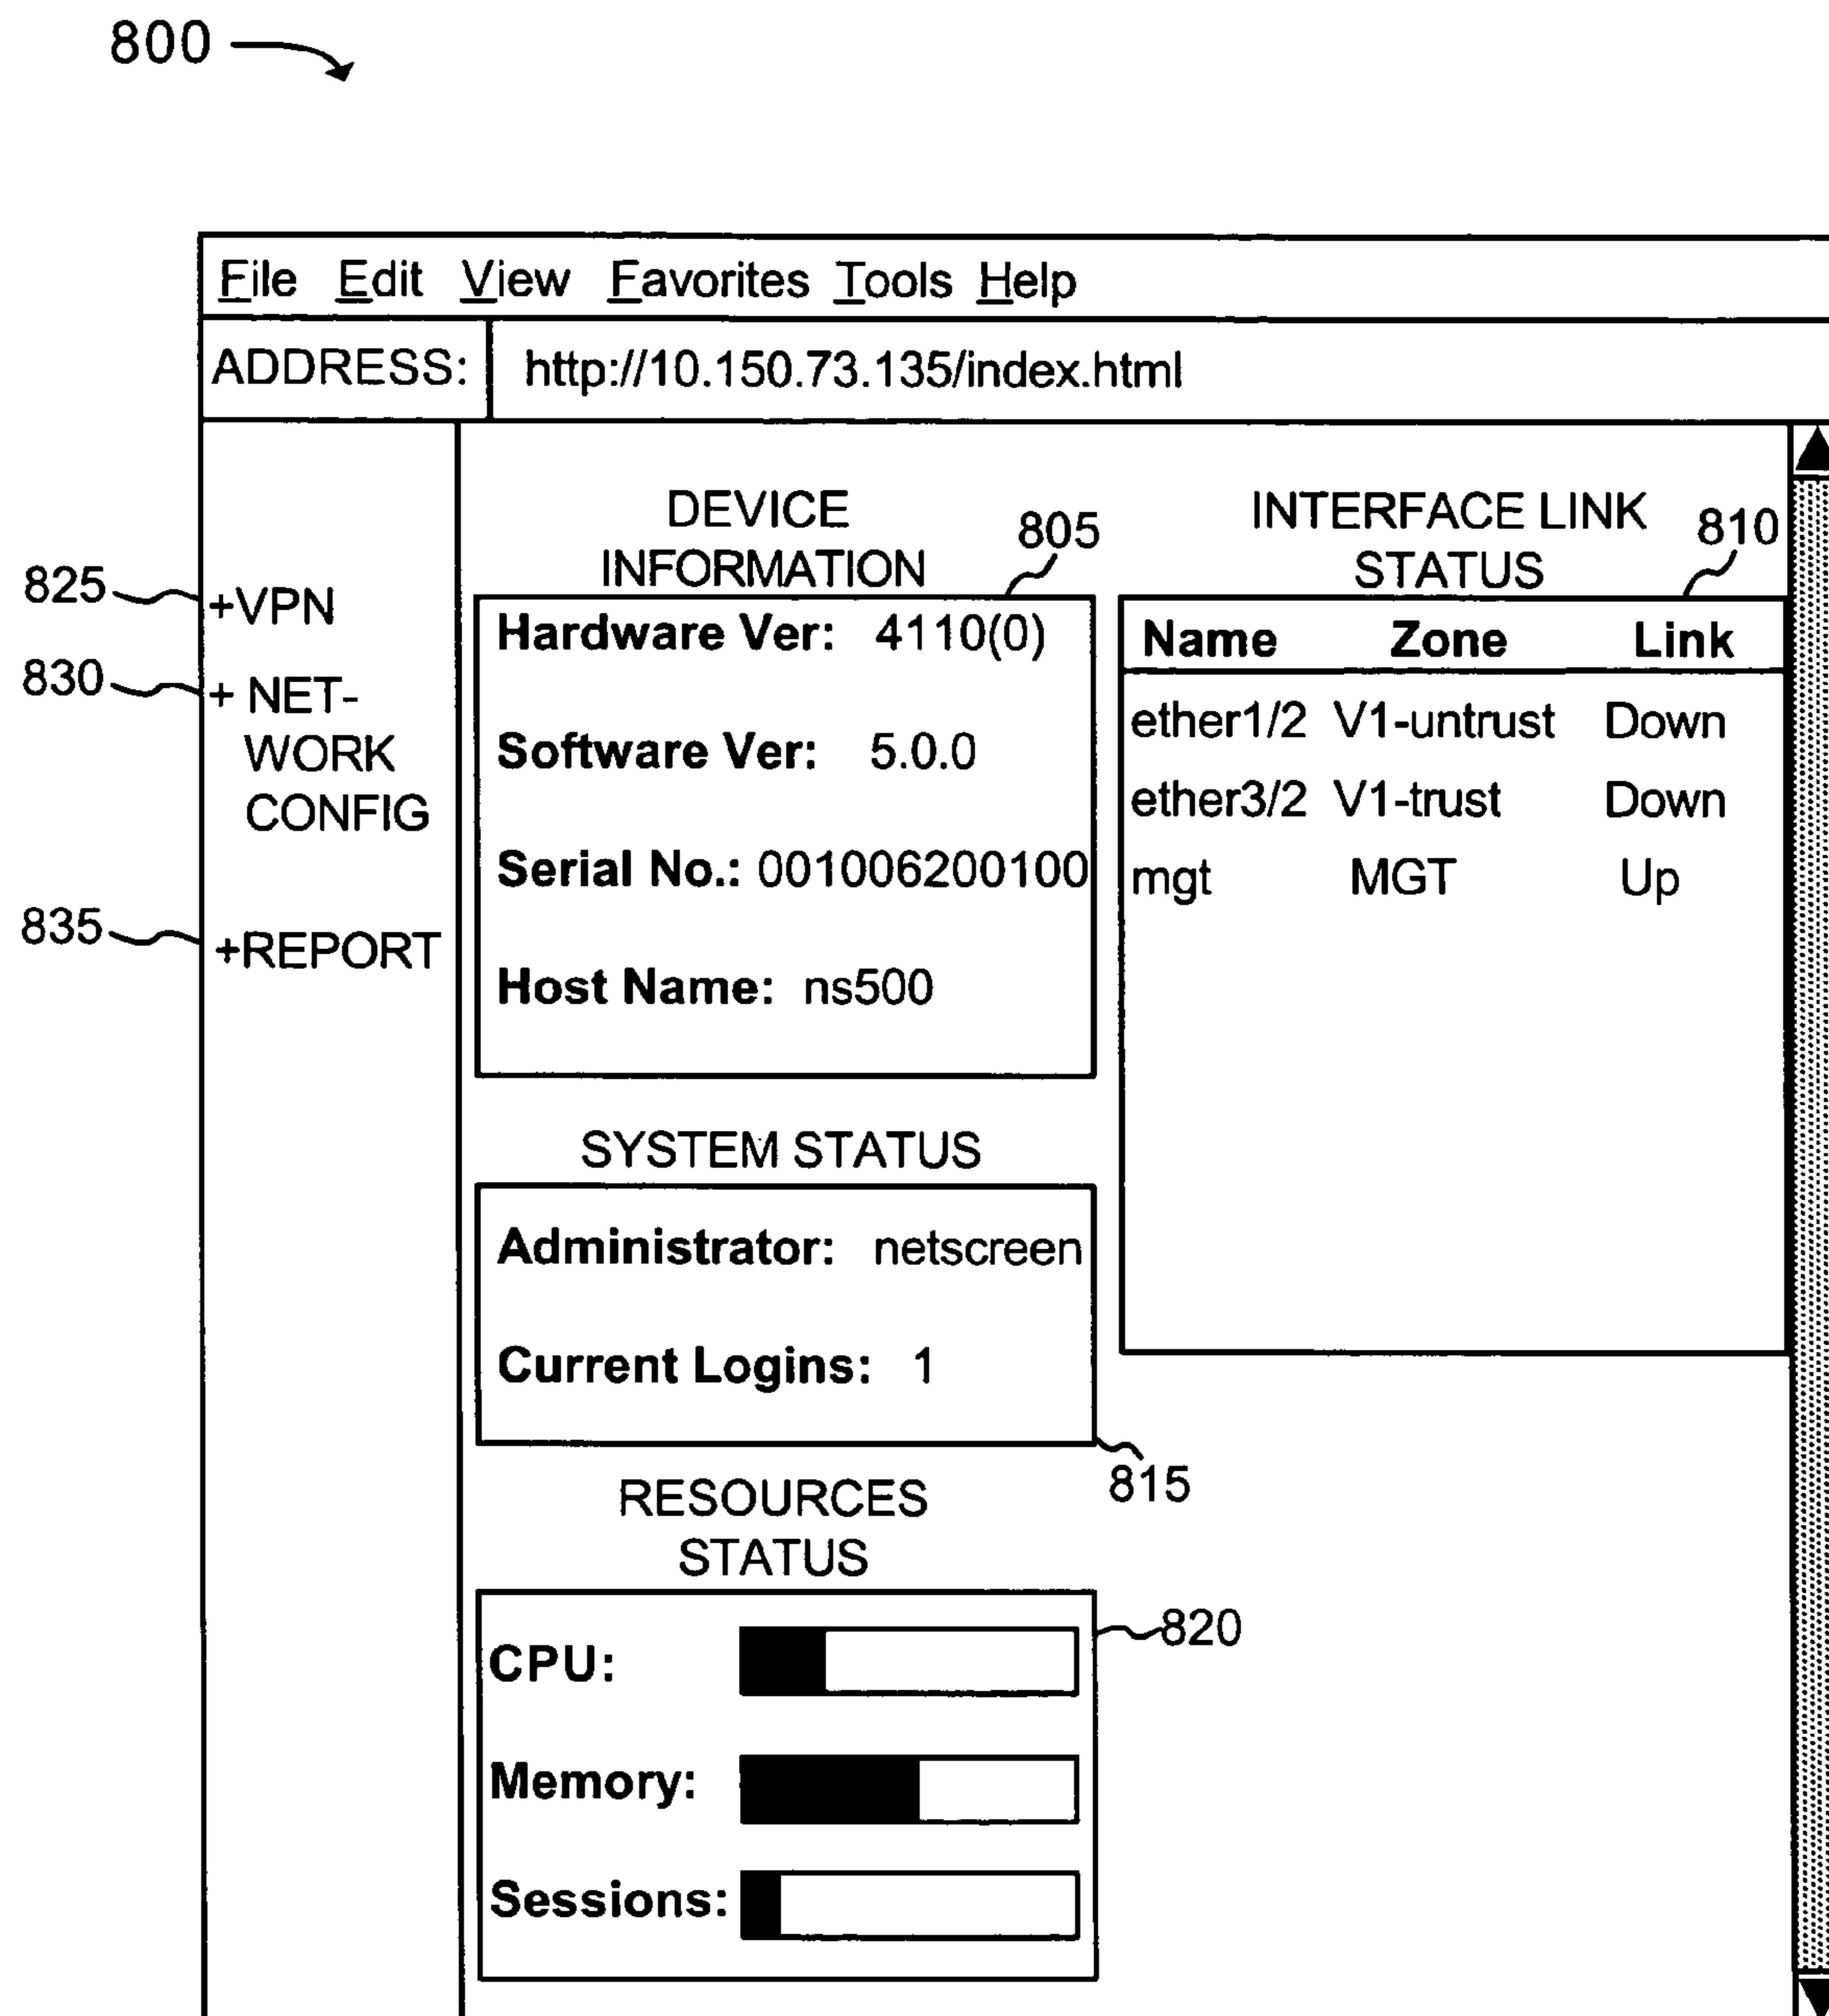 800
File Edit View Favorites Tools Help
ADDRESS: http://10.150.73.135/index.html
825
+VPN
830
+ NET-
WORK
CONFIG
835
+REPORT
DEVICE
INFORMATION
805
Hardware Ver: 4110(0)
Software Ver: 5.0.0
Serial No.: 001006200100
Host Name: ns500
INTERFACE LINK
STATUS
810
Name Zone Link
ether1/2 V1-untrust Down
ether3/2 V1-trust Down
mgt MGT Up
SYSTEM STATUS
Administrator: netscreen
Current Logins: 1
815
RESOURCES
STATUS
820
CPU:
Memory:
Sessions: